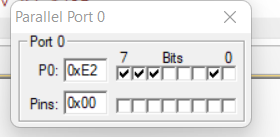 Parallel Port 0
Port 0
7 Bits 0
P0: 0xE2
Pins: 0x00